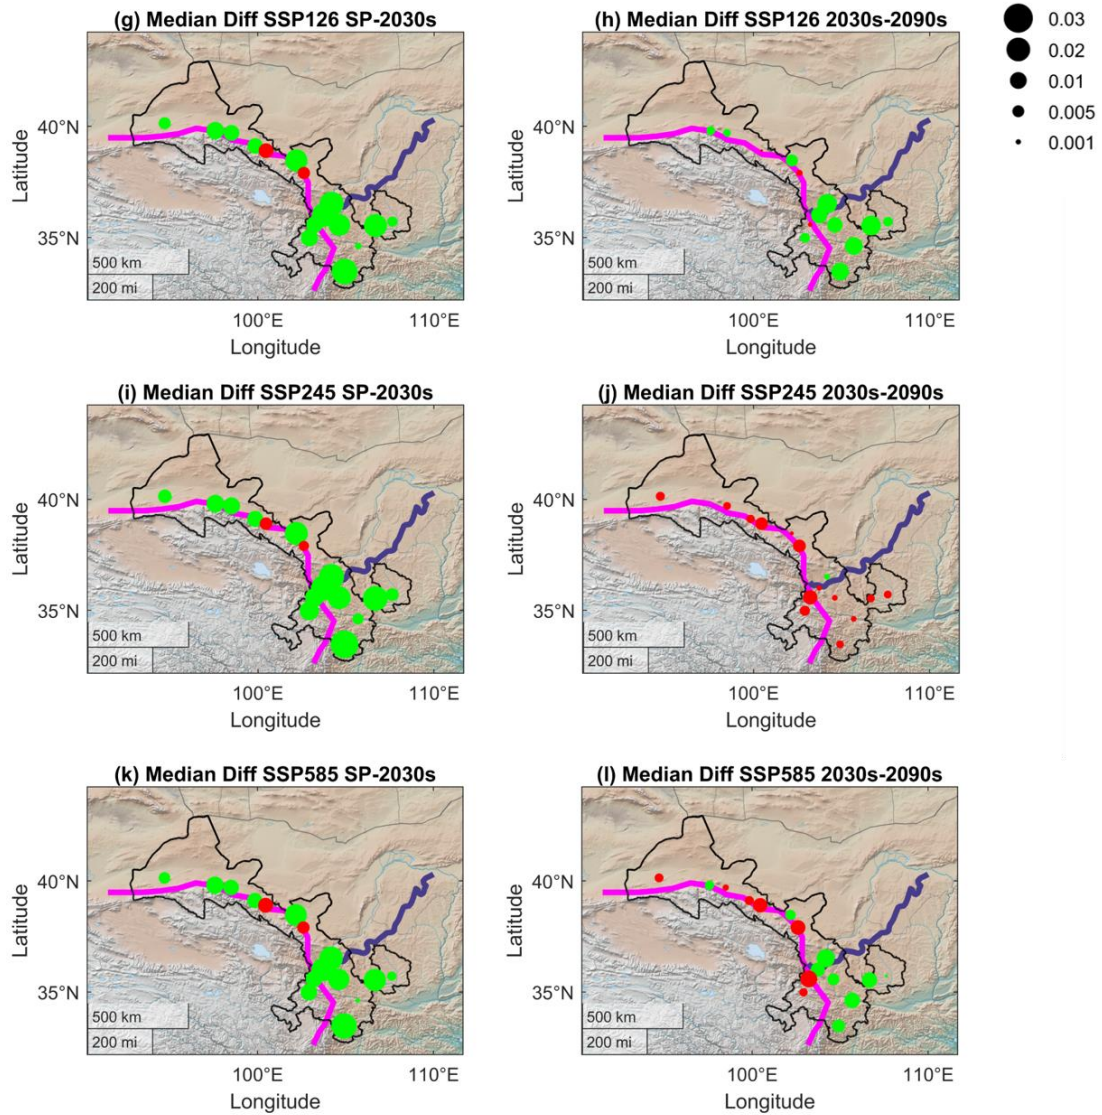 (g) Median Diff SSP126 SP-2030s
40°N
35°N
Latitude
500 km
200 mi
100°E 110°E
Longitude
(h) Median Diff SSP126 2030s-2090s
40°N
35°N
Latitude
500 km
200 mi
100°E 110°E
Longitude
0.03
0.02
0.01
0.005
0.001
(i) Median Diff SSP245 SP-2030s
40°N
35°N
Latitude
500 km
200 mi
100°E 110°E
Longitude
(j) Median Diff SSP245 2030s-2090s
40°N
35°N
Latitude
500 km
200 mi
100°E 110°E
Longitude
(k) Median Diff SSP585 SP-2030s
40°N
35°N
Latitude
500 km
200 mi
100°E 110°E
Longitude
(l) Median Diff SSP585 2030s-2090s
40°N
35°N
Latitude
500 km
200 mi
100°E 110°E
Longitude